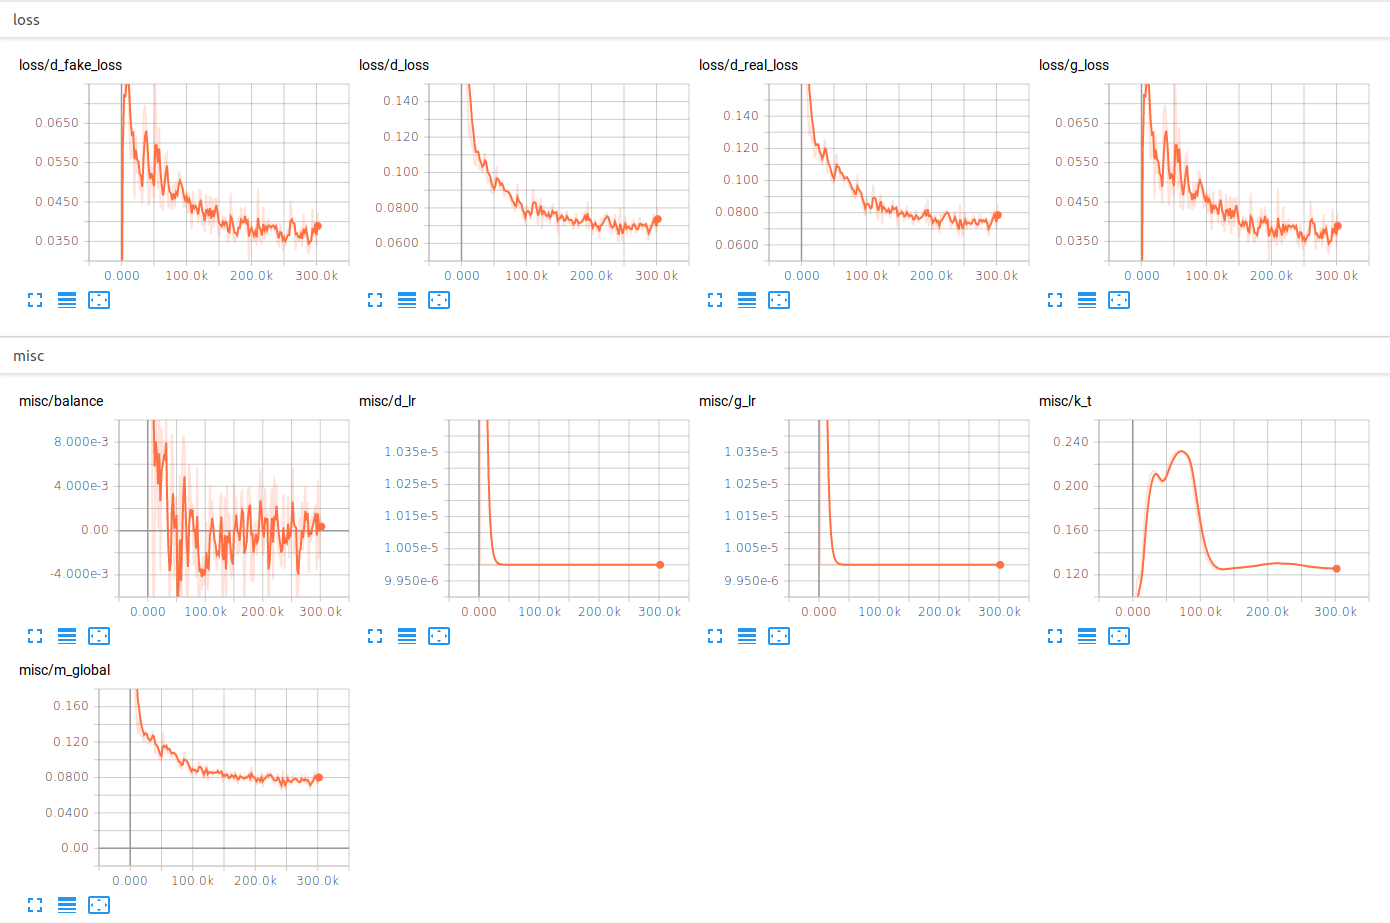 loss
loss/d_fake_loss
loss/d_loss
loss/d_real_loss
loss/g_loss
0.0650
0.0550
0.0450
0.0350
0.000 100.0k 200.0k 300.0k
0.140
0.120
0.100
0.0800
0.0600
0.000 100.0k 200.0k 300.0k
0.140
0.120
0.100
0.0800
0.0600
0.000 100.0k 200.0k 300.0k
0.0650
0.0550
0.0450
0.0350
0.000 100.0k 200.0k 300.0k
misc
misc/balance
misc/d_lr
misc/g_lr
misc/k_t
8.000e-3
4.000e-3
0.00
-4.000e-3
0.000 100.0k 200.0k 300.0k
1.035e-5
1.025e-5
1.015e-5
1.005e-5
9.950e-6
0.000 100.0k 200.0k 300.0k
1.035e-5
1.025e-5
1.015e-5
1.005e-5
9.950e-6
0.000 100.0k 200.0k 300.0k
0.240
0.200
0.160
0.120
0.000 100.0k 200.0k 300.0k
misc/m_global
0.160
0.120
0.0800
0.0400
0.00
0.000 100.0k 200.0k 300.0k